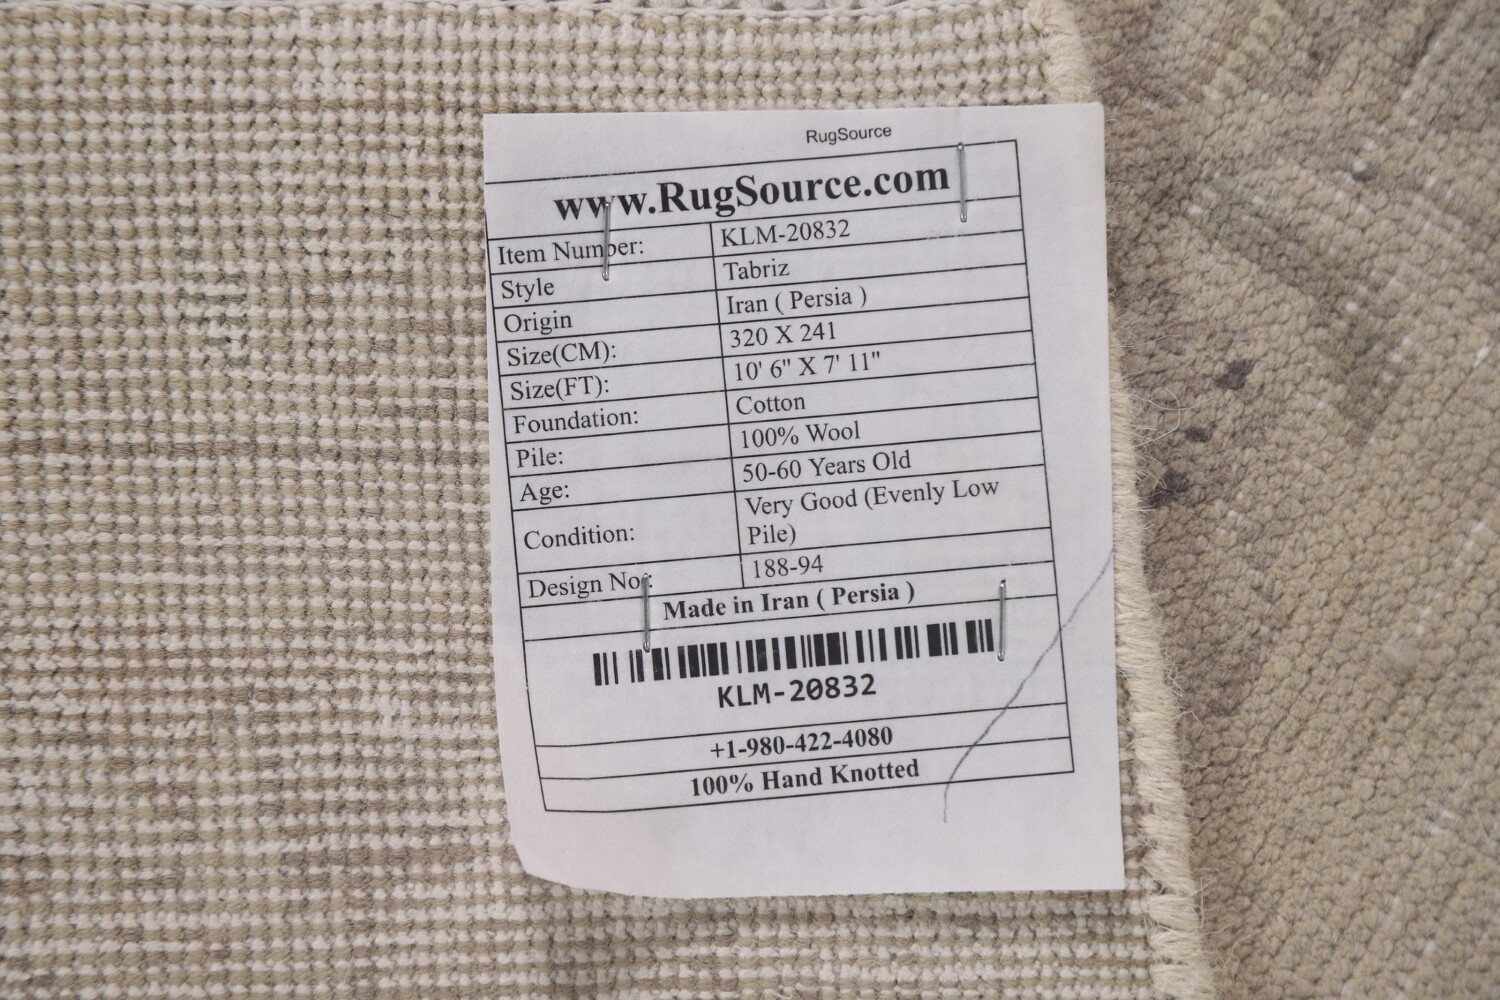 RugSource
www.RugSource.com
Item Number: KLM-20832
Style Tabriz
Origin Iran ( Persia )
Size(CM): 320 X 241
Size(FT): 10' 6" X 7' 11"
Foundation: Cotton
Pile: 100% Wool
Age: 50-60 Years Old
Condition: Very Good (Evenly Low
Pile)
Design No.: 188-94
Made in Iran ( Persia )
KLM-20832
+1-980-422-4080
100% Hand Knotted